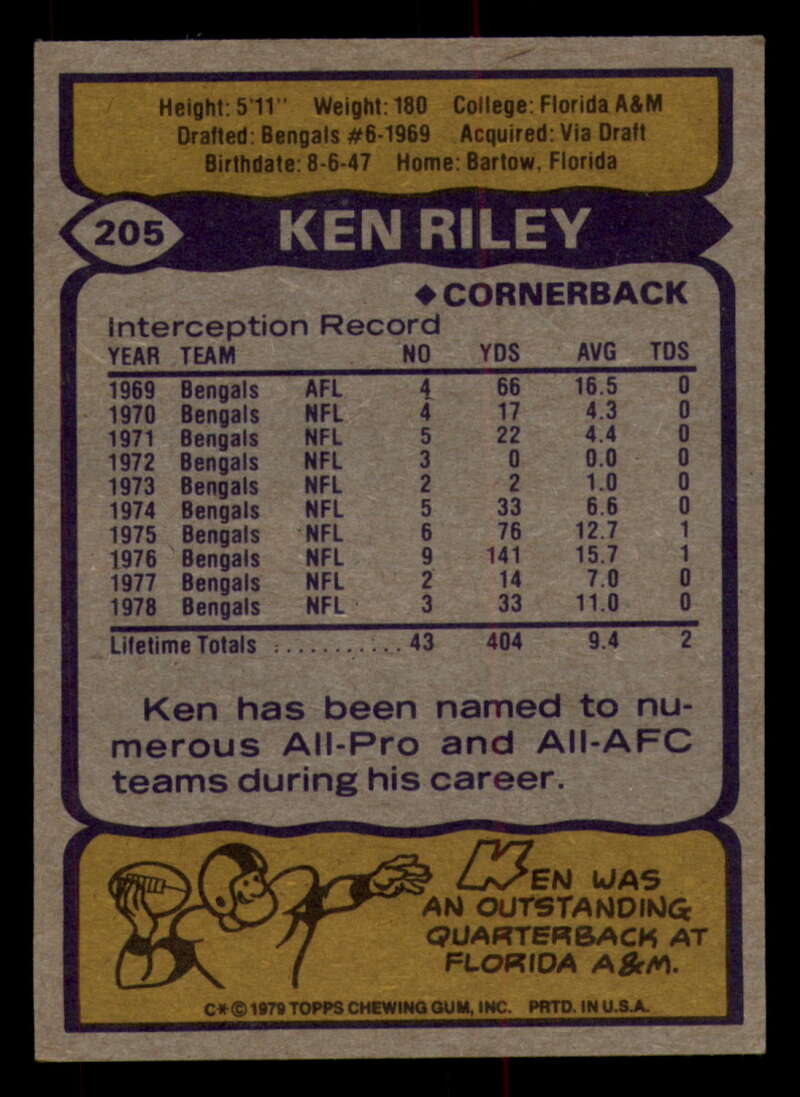 Height: 5'11" Weight: 180 College: Florida A&M
Drafted: Bengals #6-1969 Acquired: Via Draft
Birthdate: 8-6-47 Home: Bartow, Florida
205 KEN RILEY
◆ CORNERBACK
Interception Record
YEAR TEAM NO YDS AVG TDS
1969 Bengals AFL 4 66 16.5 0
1970 Bengals NFL 4 17 4.3 0
1971 Bengals NFL 5 22 4.4 0
1972 Bengals NFL 3 0 0.0 0
1973 Bengals NFL 2 2 1.0 0
1974 Bengals NFL 5 33 6.6 0
1975 Bengals NFL 6 76 12.7 1
1976 Bengals NFL 9 141 15.7 1
1977 Bengals NFL 2 14 7.0 0
1978 Bengals NFL 3 33 11.0 0
Lifetime Totals ............ 43 404 9.4 2
Ken has been named to nu-
merous All-Pro and All-AFC
teams during his career.
KEN WAS
AN OUTSTANDING
QUARTERBACK AT
FLORIDA A&M.
C*© 1979 TOPPS CHEWING GUM, INC. PRTD. IN U.S.A.